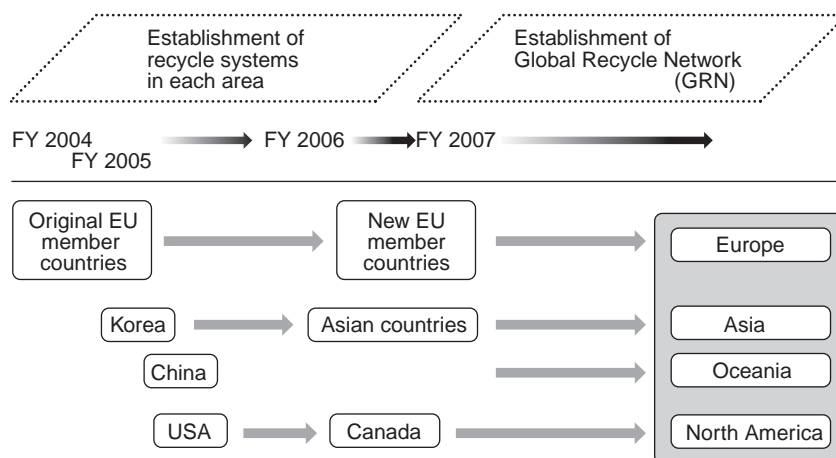 Establishment of
recycle systems
in each area
Establishment of
Global Recycle Network
(GRN)
FY 2004
FY 2005
FY 2006
FY 2007
Original EU
member
countries
New EU
member
countries
Europe
Korea
Asian countries
Asia
China
Oceania
USA
Canada
North America